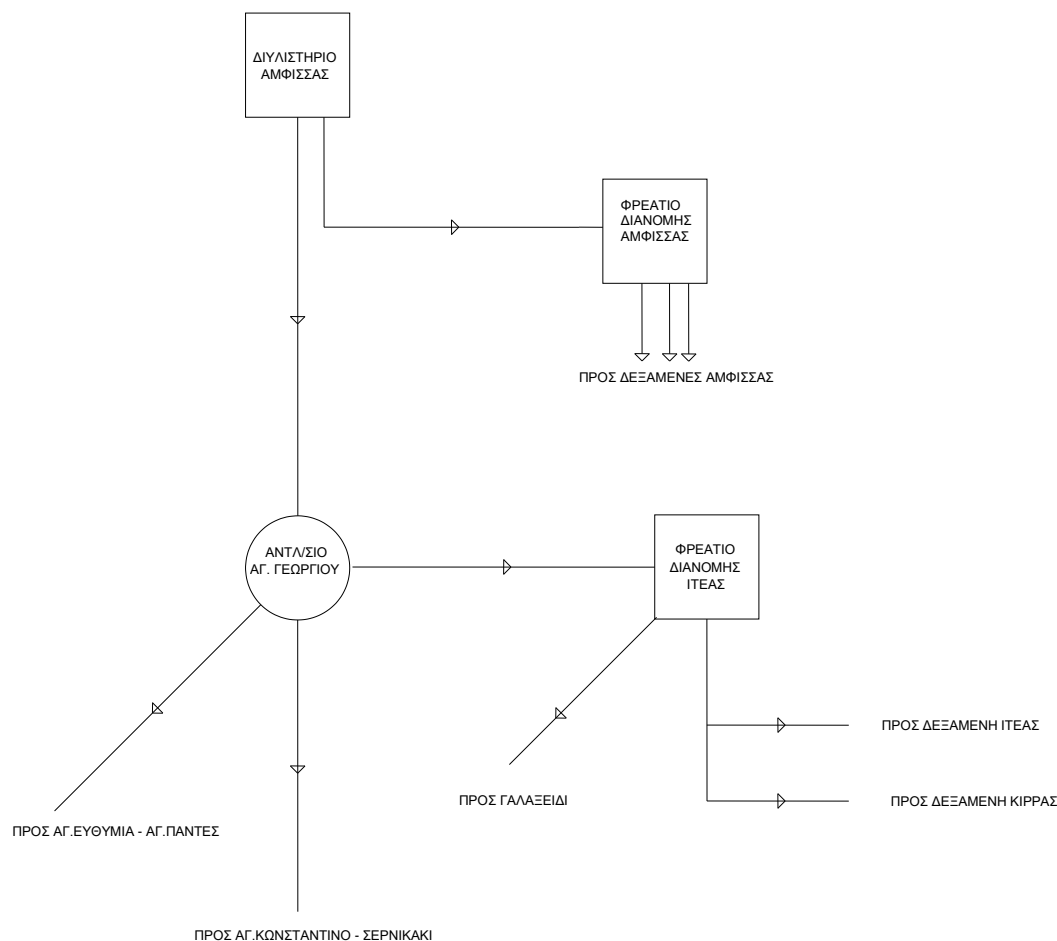 ΔΙΥΛΙΣΤΗΡΙΟ
ΑΜΦΙΣΣΑΣ
ΦΡΕΑΤΙΟ
ΔΙΑΝΟΜΗΣ
ΑΜΦΙΣΣΑΣ
ΠΡΟΣ ΔΕΞΑΜΕΝΕΣ ΑΜΦΙΣΣΑΣ
ΑΝΤΛ/ΣΙΟ
ΑΓ. ΓΕΩΡΓΙΟΥ
ΦΡΕΑΤΙΟ
ΔΙΑΝΟΜΗΣ
ΙΤΕΑΣ
ΠΡΟΣ ΔΕΞΑΜΕΝΗ ΙΤΕΑΣ
ΠΡΟΣ ΓΑΛΑΞΕΙΔΙ
ΠΡΟΣ ΔΕΞΑΜΕΝΗ ΚΙΡΡΑΣ
ΠΡΟΣ ΑΓ.ΕΥΘΥΜΙΑ - ΑΓ.ΠΑΝΤΕΣ
ΠΡΟΣ ΑΓ.ΚΩΝΣΤΑΝΤΙΝΟ - ΣΕΡΝΙΚΑΚΙ